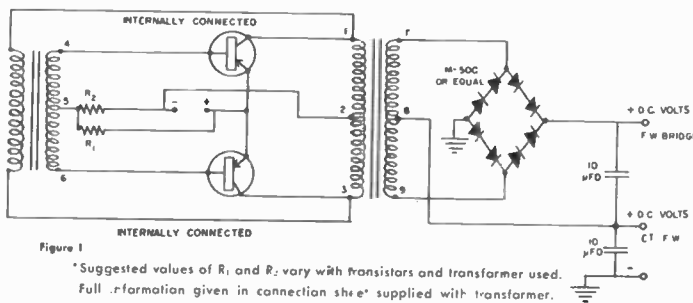 INTERNALLY CONNECTED
4
1
7
M-50C
OR EQUAL
5
R2
-
+
2
8
+ D.C. VOLTS
F W BRIDGE
R1
10
µFD
6
3
9
+ D.C. VOLTS
CT F W
10
µFD
-
INTERNALLY CONNECTED
Figure 1
*Suggested values of R1 and R2 vary with transistors and transformer used.
Full information given in connection sheet supplied with transformer.